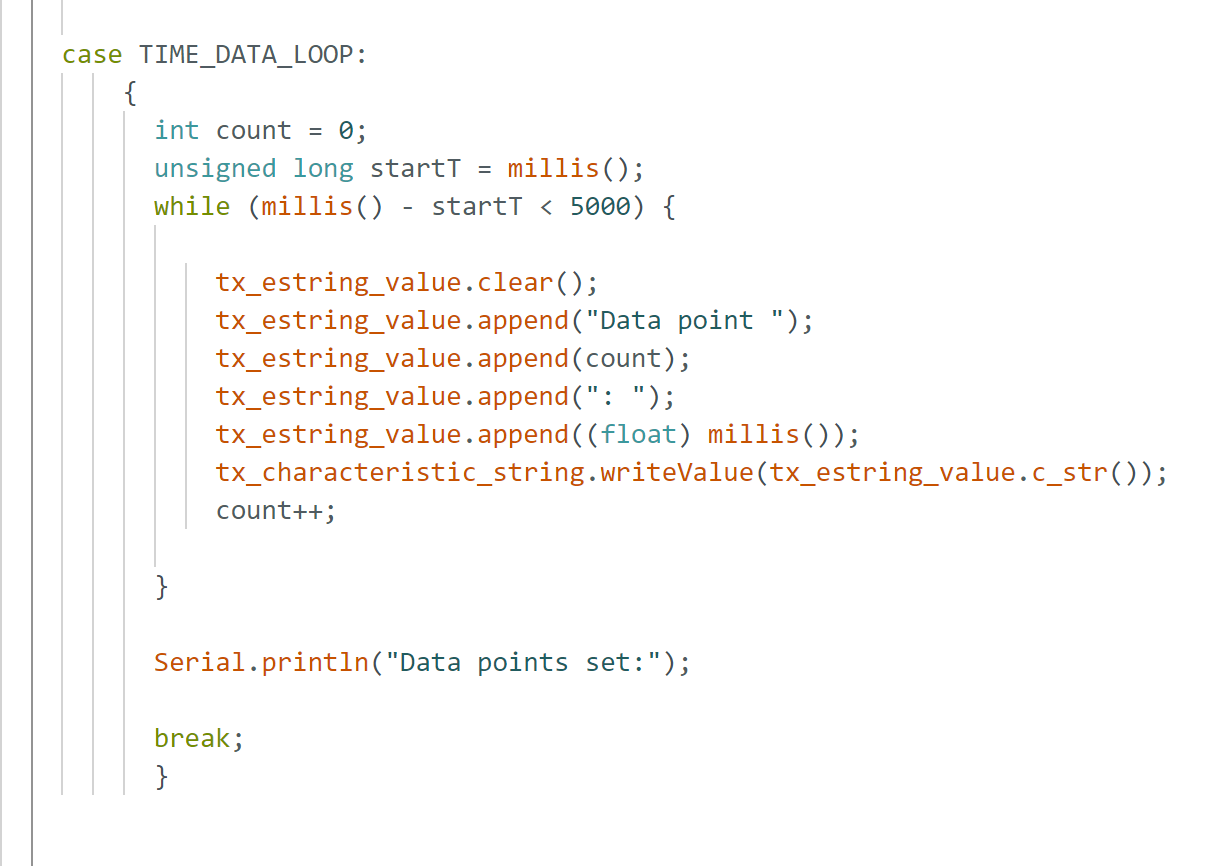 case TIME_DATA_LOOP:
{
int count = 0;
unsigned long startT = millis();
while (millis() - startT < 5000) {
tx_estring_value.clear();
tx_estring_value.append("Data point ");
tx_estring_value.append(count);
tx_estring_value.append(": ");
tx_estring_value.append((float) millis());
tx_characteristic_string.writeValue(tx_estring_value.c_str());
count++;
}
Serial.println("Data points set:");
break;
}